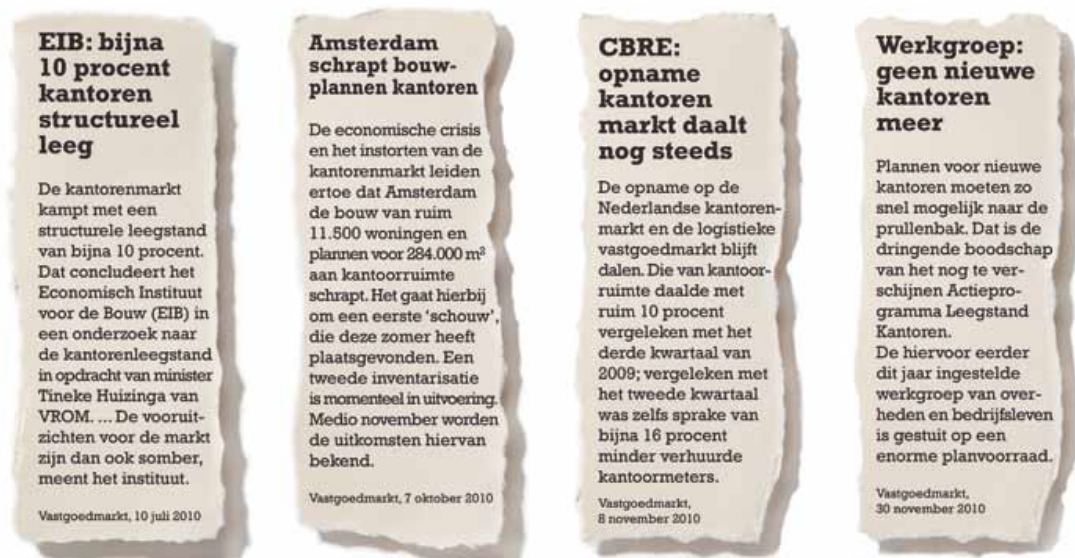 EIB: bijna
10 procent
kantoren
structureel
leeg
De kantorenmarkt
kampt met een
structurele leegstand
van bijna 10 procent.
Dat concludeert het
Economisch Instituut
voor de Bouw (EIB) in
een onderzoek naar
de kantorenleegstand
in opdracht van minister
Tineke Huizinga van
VROM. ... De vooruit-
zichten voor de markt
zijn dan ook somber,
meent het instituut.
Vastgoedmarkt, 10 juli 2010
Amsterdam
schrapt bouw-
plannen kantoren
De economische crisis
en het instorten van de
kantorenmarkt leiden
ertoe dat Amsterdam
de bouw van ruim
11.500 woningen en
plannen voor 284.000 m²
aan kantoorruimte
schrapt. Het gaat hierbij
om een eerste ‘schouw’,
die deze zomer heeft
plaatsgevonden. Een
tweede inventarisatie
is momenteel in uitvoering.
Medio november worden
de uitkomsten hiervan
bekend.
Vastgoedmarkt, 7 oktober 2010
CBRE:
opname
kantoren
markt daalt
nog steeds
De opname op de
Nederlandse kantoren-
markt en de logistieke
vastgoedmarkt blijft
dalen. Die van kantoor-
ruimte daalde met
ruim 10 procent
vergeleken met het
derde kwartaal van
2009; vergeleken met
het tweede kwartaal
was zelfs sprake van
bijna 16 procent
minder verhuurde
kantoormeters.
Vastgoedmarkt,
8 november 2010
Werkgroep:
geen nieuwe
kantoren
meer
Plannen voor nieuwe
kantoren moeten zo
snel mogelijk naar de
prullenbak. Dat is de
dringende boodschap
van het nog te ver-
schijnen Actiepro-
gramma Leegstand
Kantoren.
De hiervoor eerder
dit jaar ingestelde
werkgroep van over-
heden en bedrijfsleven
is gestuit op een
enorme planvoorraad.
Vastgoedmarkt,
30 november 2010